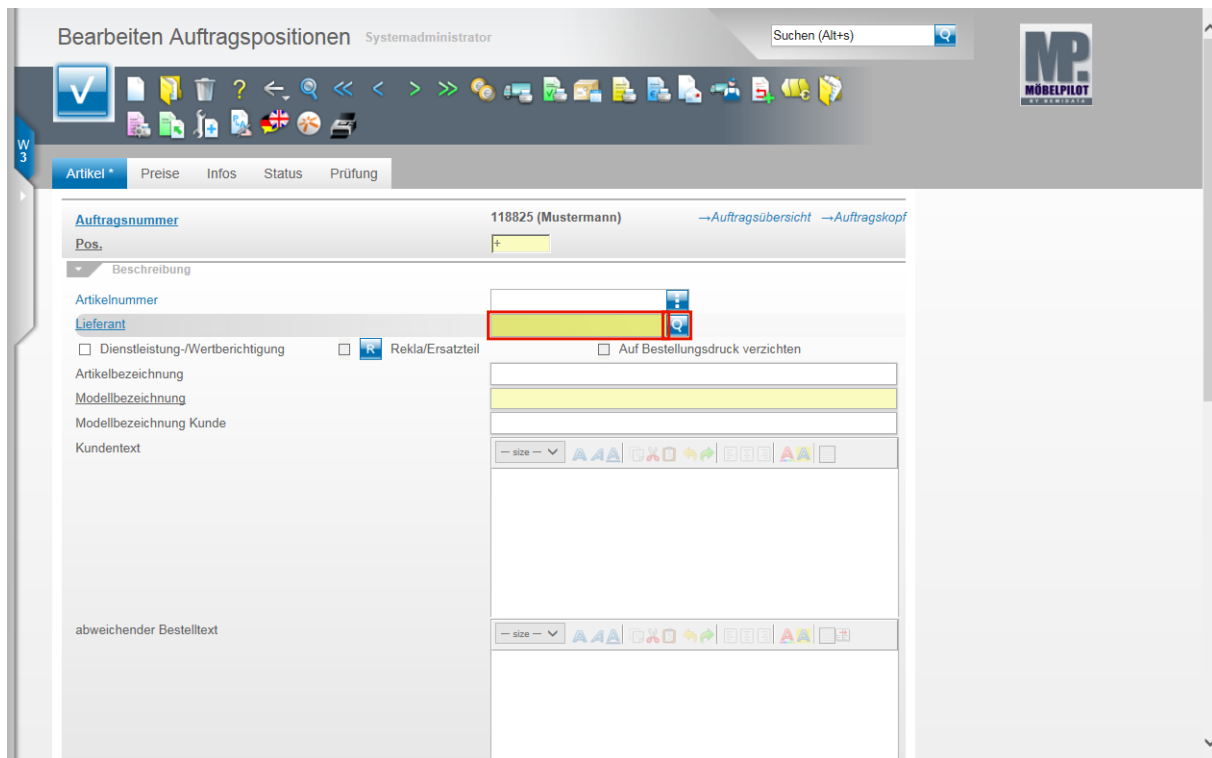 Bearbeiten Auftragspositionen Systemadministrator
Suchen (Alt+s)
MP.
MÖBELPILOT
W
3
Artikel * Preise Infos Status Prüfung
Auftragsnummer 118825 (Mustermann) →Auftragsübersicht →Auftragskopf
Pos. +
Beschreibung
Artikelnummer
Lieferant
Dienstleistung-/Wertberichtigung R Rekla/Ersatzteil Auf Bestellungsdruck verzichten
Artikelbezeichnung
Modellbezeichnung
Modellbezeichnung Kunde
Kundentext — size —
abweichender Bestelltext — size —